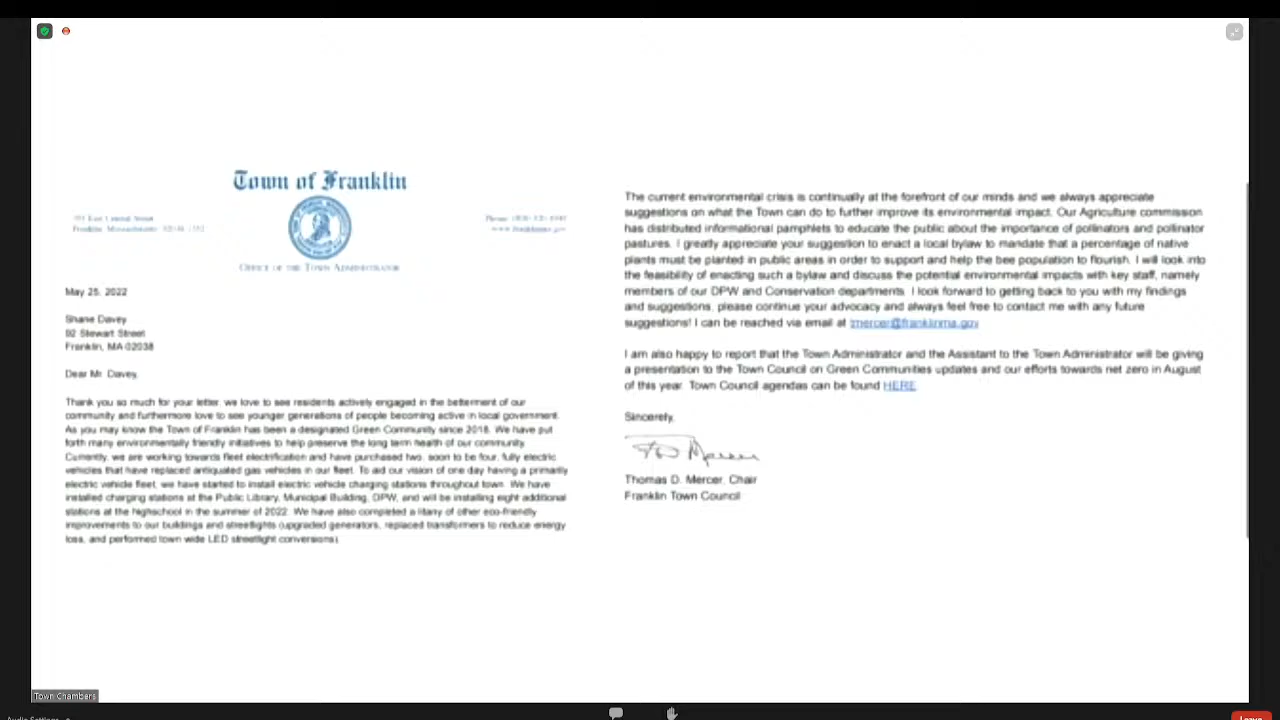 Town of Franklin
355 East Central Street
Franklin, Massachusetts
Phone: (508)
www.franklinma.gov
OFFICE OF THE TOWN ADMINISTRATOR
May 25, 2022
Shane Davey
92 Stewart Street
Franklin, MA 02038
Dear Mr. Davey,
Thank you so much for your letter, we love to see residents actively engaged in the betterment of our
community and furthermore love to see younger generations of people becoming active in local government.
As you may know the Town of Franklin has been a designated Green Community since 2018. We have put
forth many environmentally friendly initiatives to help preserve the long term health of our community.
Currently, we are working towards fleet electrification and have purchased two, soon to be four, fully electric
vehicles that have replaced antiquated gas vehicles in our fleet. To aid our vision of one day having a primarily
electric vehicle fleet, we have started to install electric vehicle charging stations throughout town. We have
installed charging stations at the Public Library, Municipal Building, DPW, and will be installing eight additional
stations at the highschool in the summer of 2022. We have also completed a litany of other eco-friendly
improvements to our buildings and streetlights (upgraded generators, replaced transformers to reduce energy
loss, and performed town wide LED streetlight conversions)
The current environmental crisis is continually at the forefront of our minds and we always appreciate
suggestions on what the Town can do to further improve its environmental impact. Our Agriculture commission
has distributed informational pamphlets to educate the public about the importance of pollinators and pollinator
pastures. I greatly appreciate your suggestion to enact a local bylaw to mandate that a percentage of native
plants must be planted in public areas in order to support and help the bee population to flourish. I will look into
the feasibility of enacting such a bylaw and discuss the potential environmental impacts with key staff, namely
members of our DPW and Conservation departments. I look forward to getting back to you with my findings
and suggestions, please continue your advocacy and always feel free to contact me with any future
suggestions! I can be reached via email at tmercer@franklinma.gov
I am also happy to report that the Town Administrator and the Assistant to the Town Administrator will be giving
a presentation to the Town Council on Green Communities updates and our efforts towards net zero in August
of this year. Town Council agendas can be found HERE
Sincerely,
Thomas D. Mercer, Chair
Franklin Town Council
Town Chambers
Audio Settings
Leave